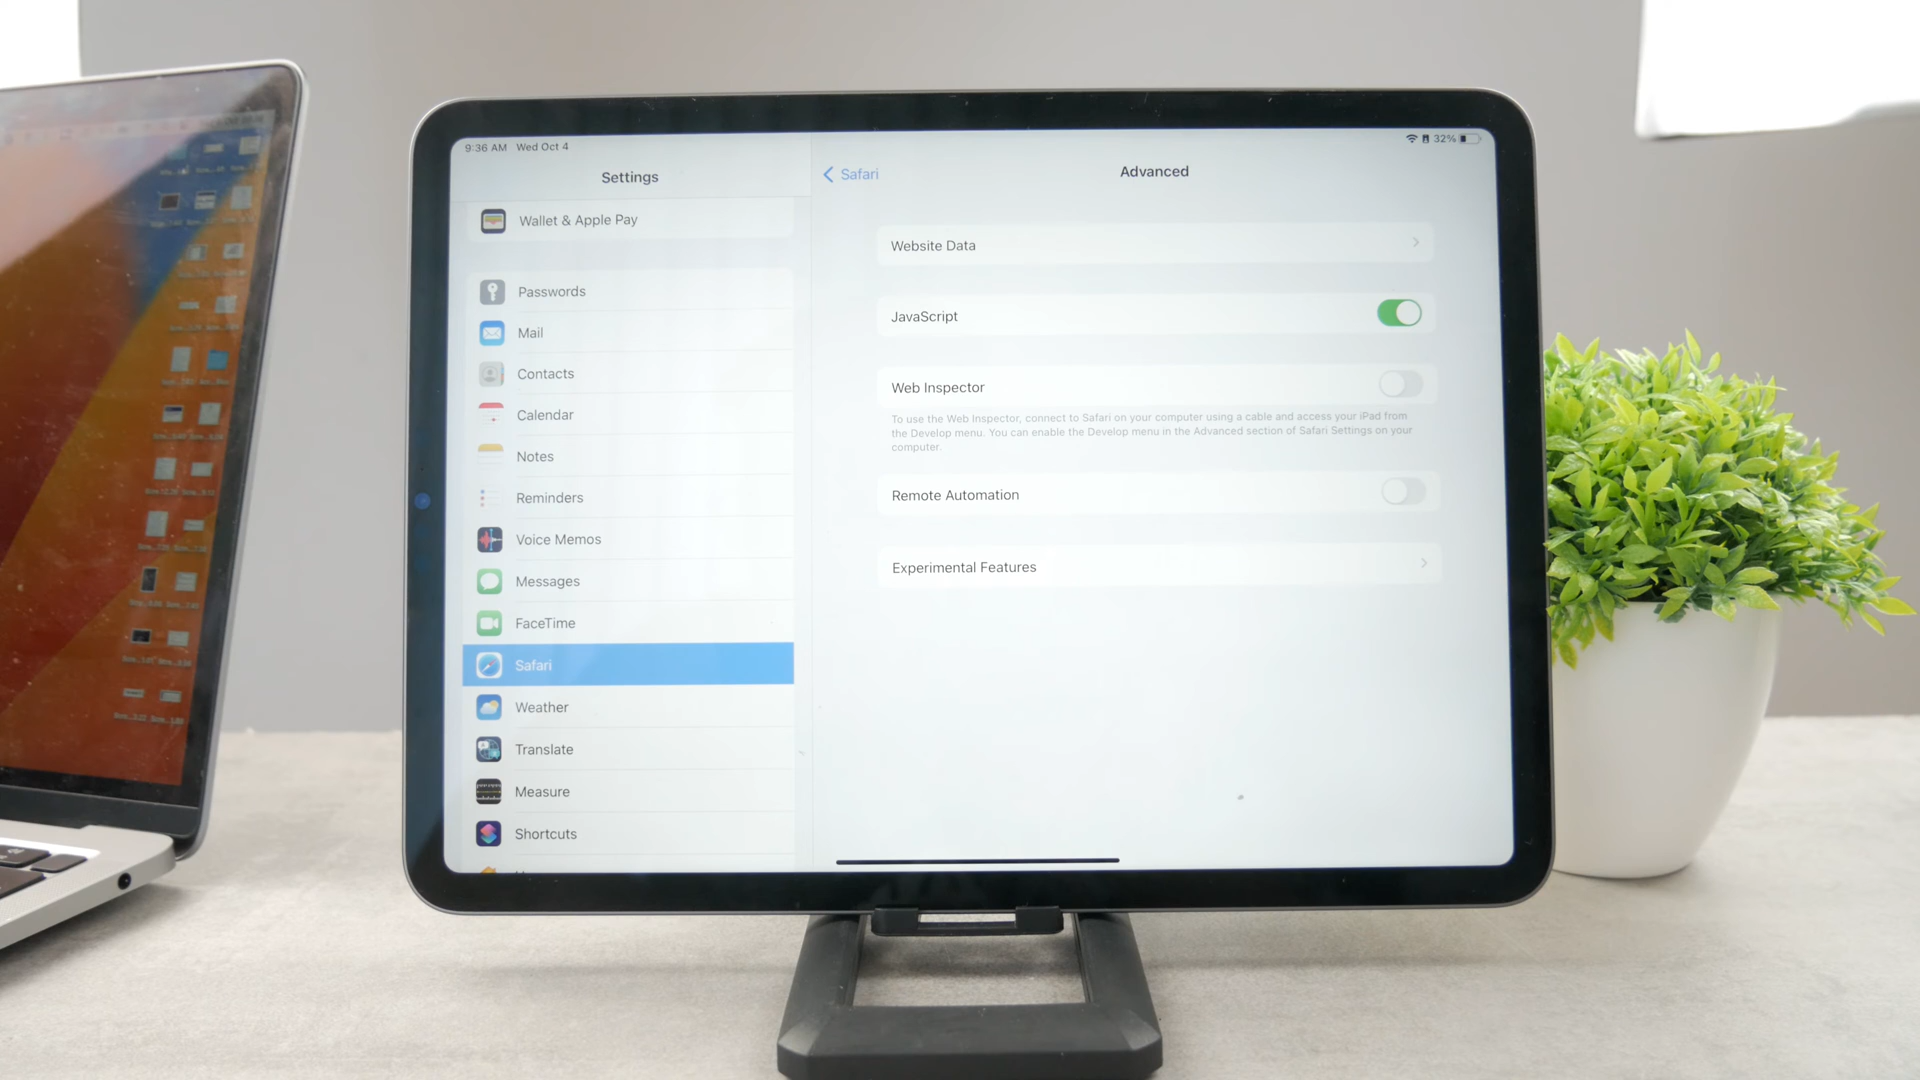 9:36 AM Wed Oct 4
32%
Settings
Wallet & Apple Pay
Passwords
Mail
Contacts
Calendar
Notes
Reminders
Voice Memos
Messages
FaceTime
Safari
Weather
Translate
Measure
Shortcuts
Safari
Advanced
Website Data
JavaScript
Web Inspector
To use the Web Inspector, connect to Safari on your computer using a cable and access your iPad from
the Develop menu. You can enable the Develop menu in the Advanced section of Safari Settings on your
computer.
Remote Automation
Experimental Features